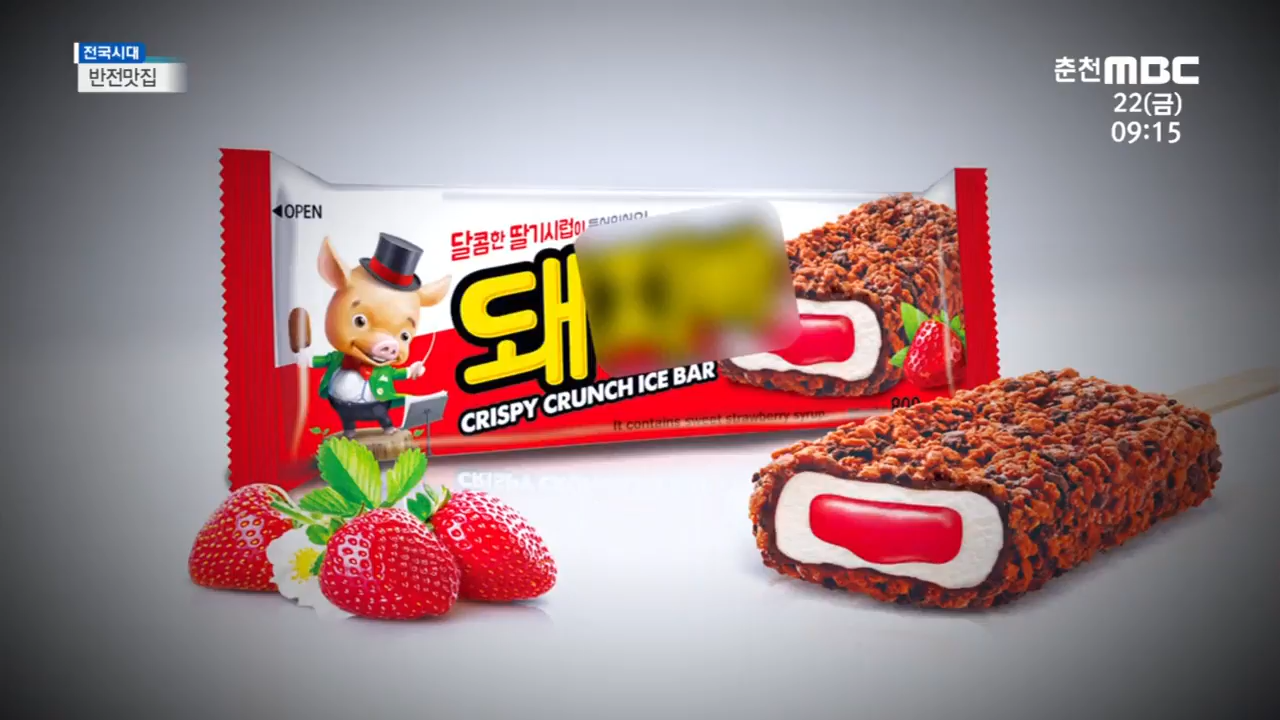 전국시대
반전맛집
춘천MBC
22(금)
09:15
◀OPEN
달콤한 딸기시럽이
돼
CRISPY CRUNCH ICE BAR
It contains sweet strawberry syrup